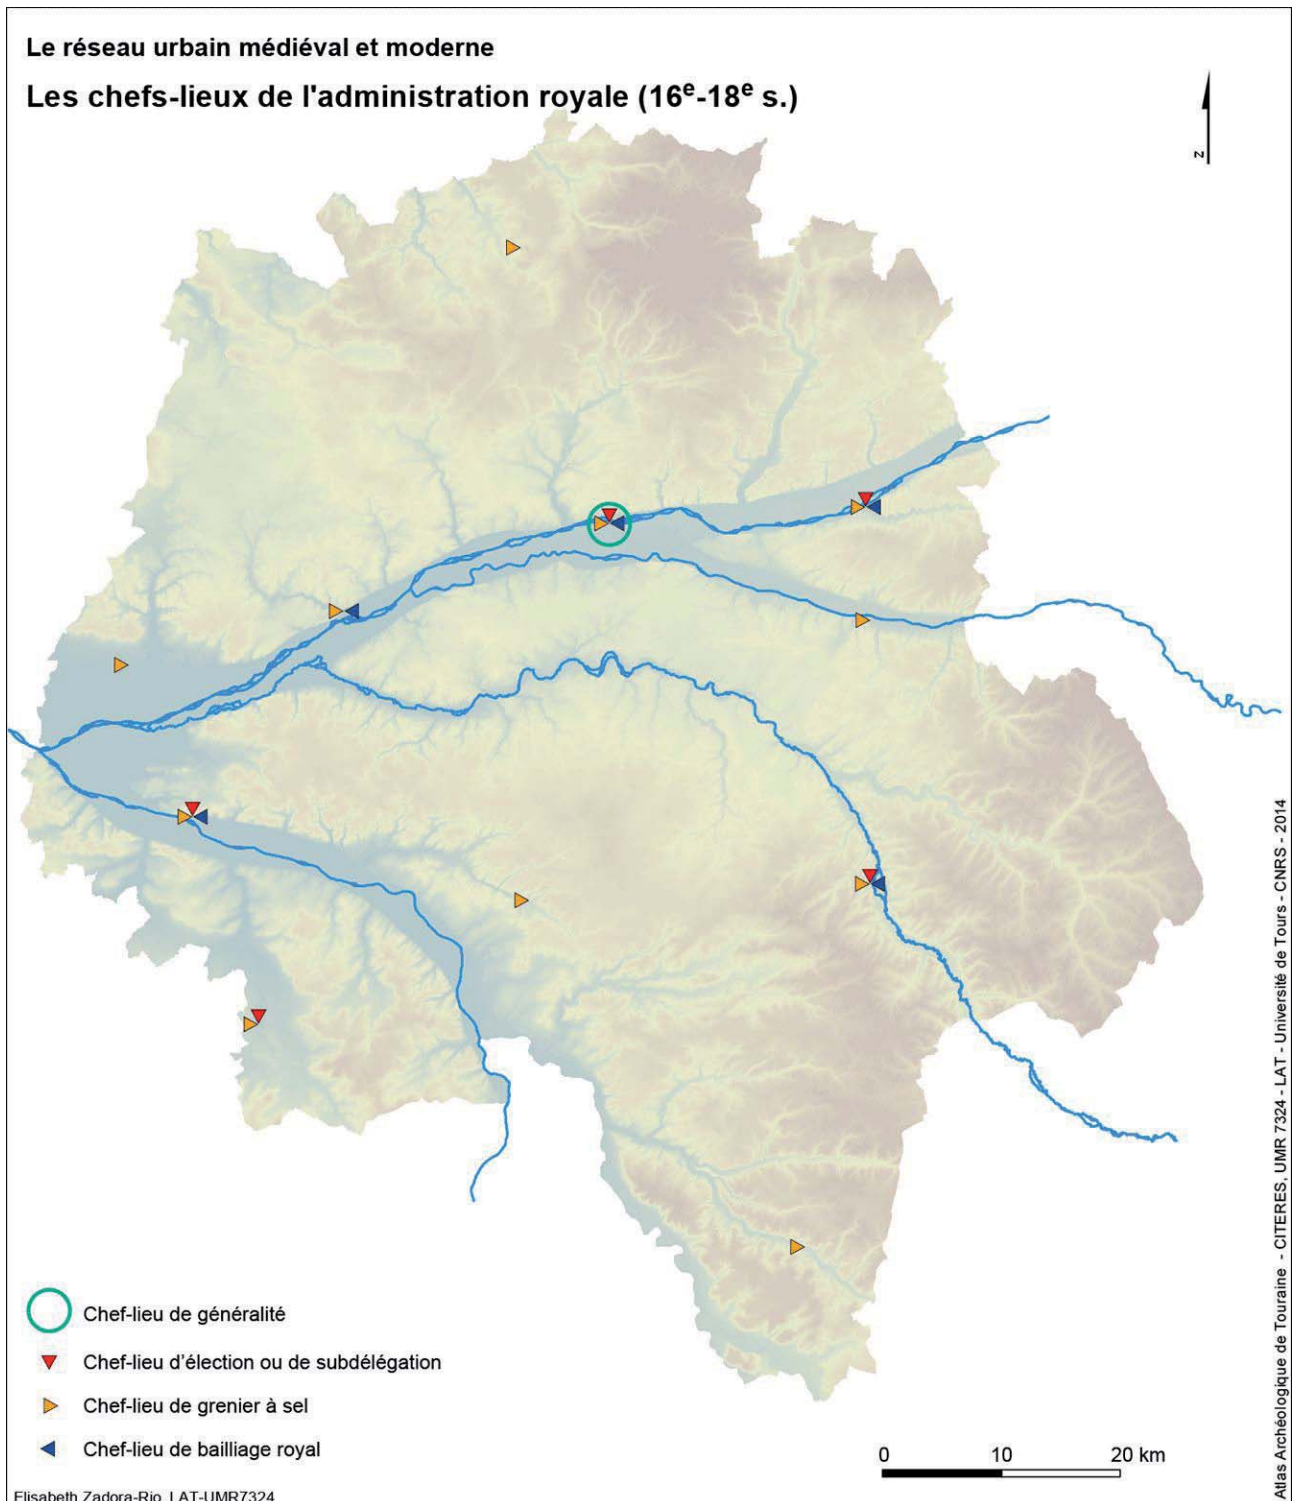 Le réseau urbain médiéval et moderne
Les chefs-lieux de l'administration royale (16e-18e s.)
z
Chef-lieu de généralité
Chef-lieu d'élection ou de subdélégation
Chef-lieu de grenier à sel
Chef-lieu de bailliage royal
0 10 20 km
Elisabeth Zadora-Rio LAT-UMR7324
Atlas Archéologique de Touraine - CITERES, UMR 7324 - LAT - Université de Tours - CNRS - 2014